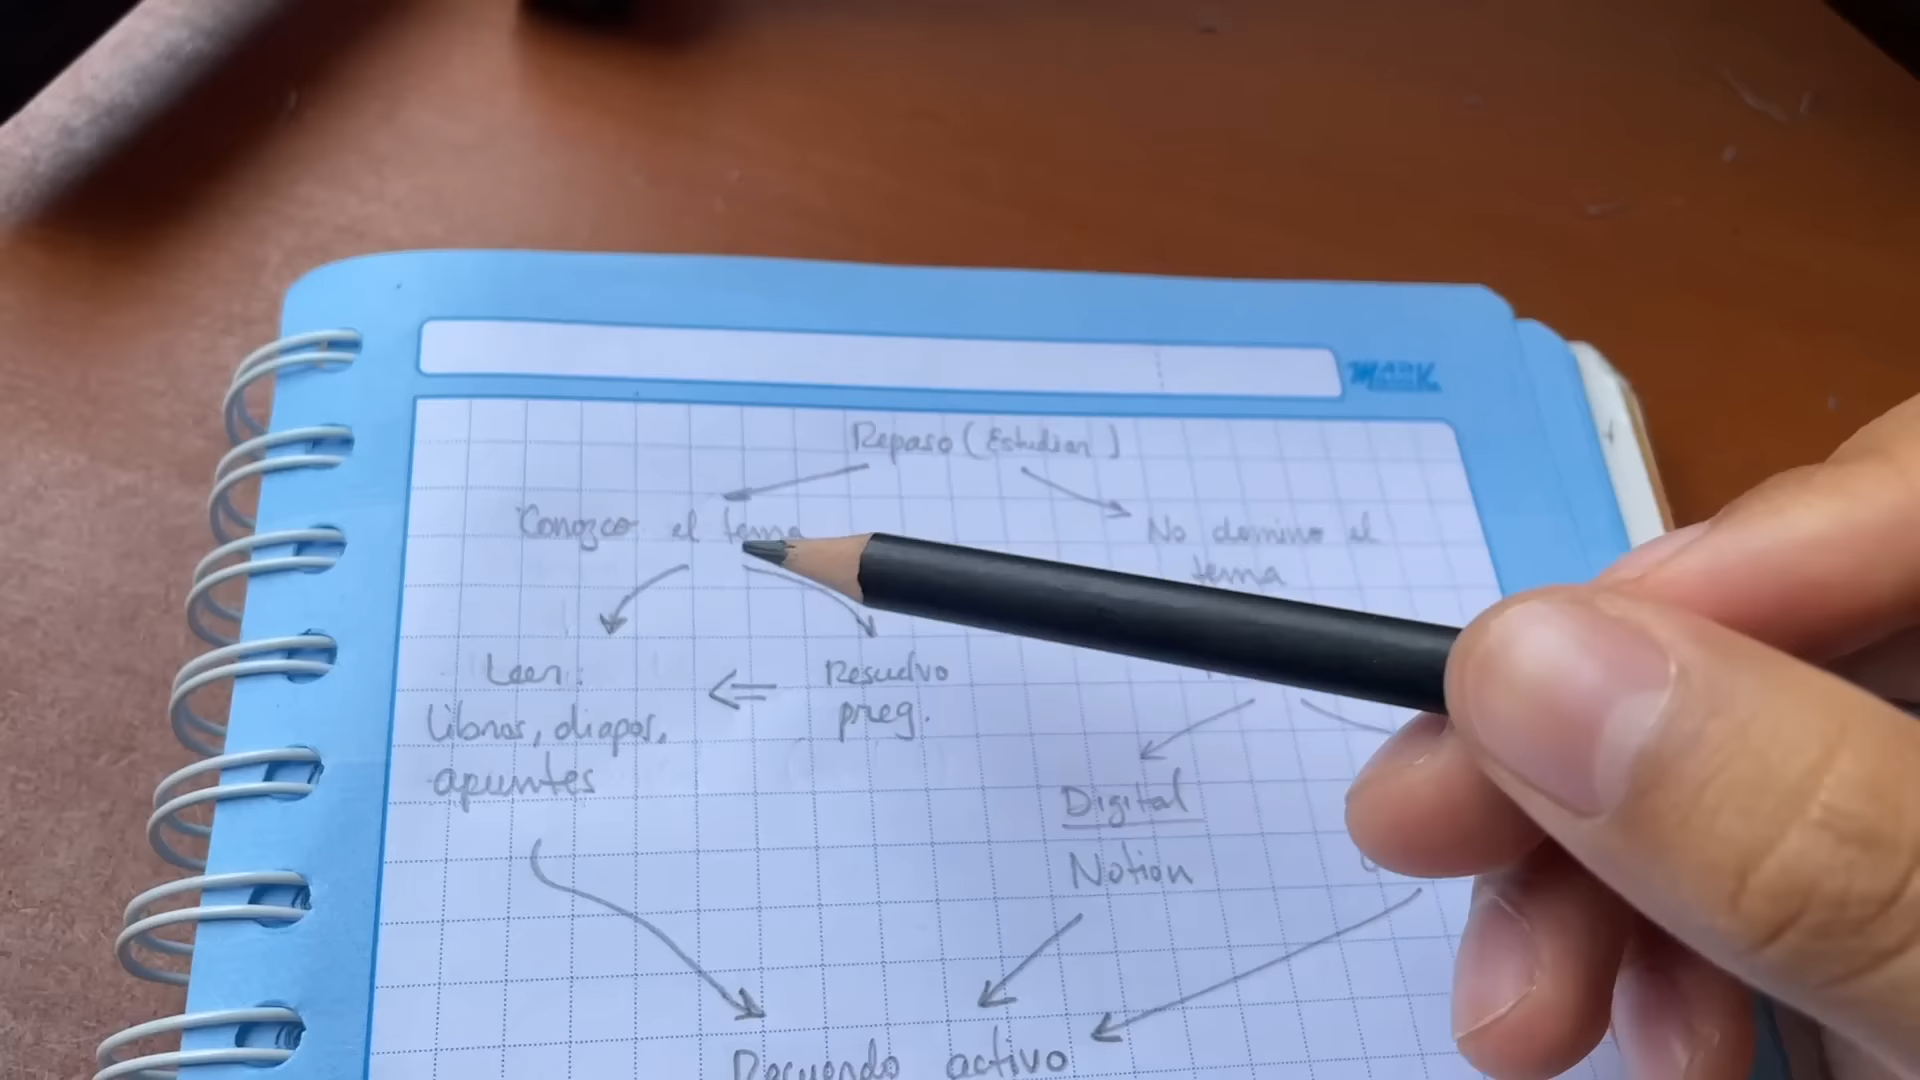 MARK
Repaso (Estudiar)
Conozco el tema
No domino el
tema
Leer:
libros, diapos,
apuntes
Resuelvo
preg.
Digital
Notion
Recuerdo activo